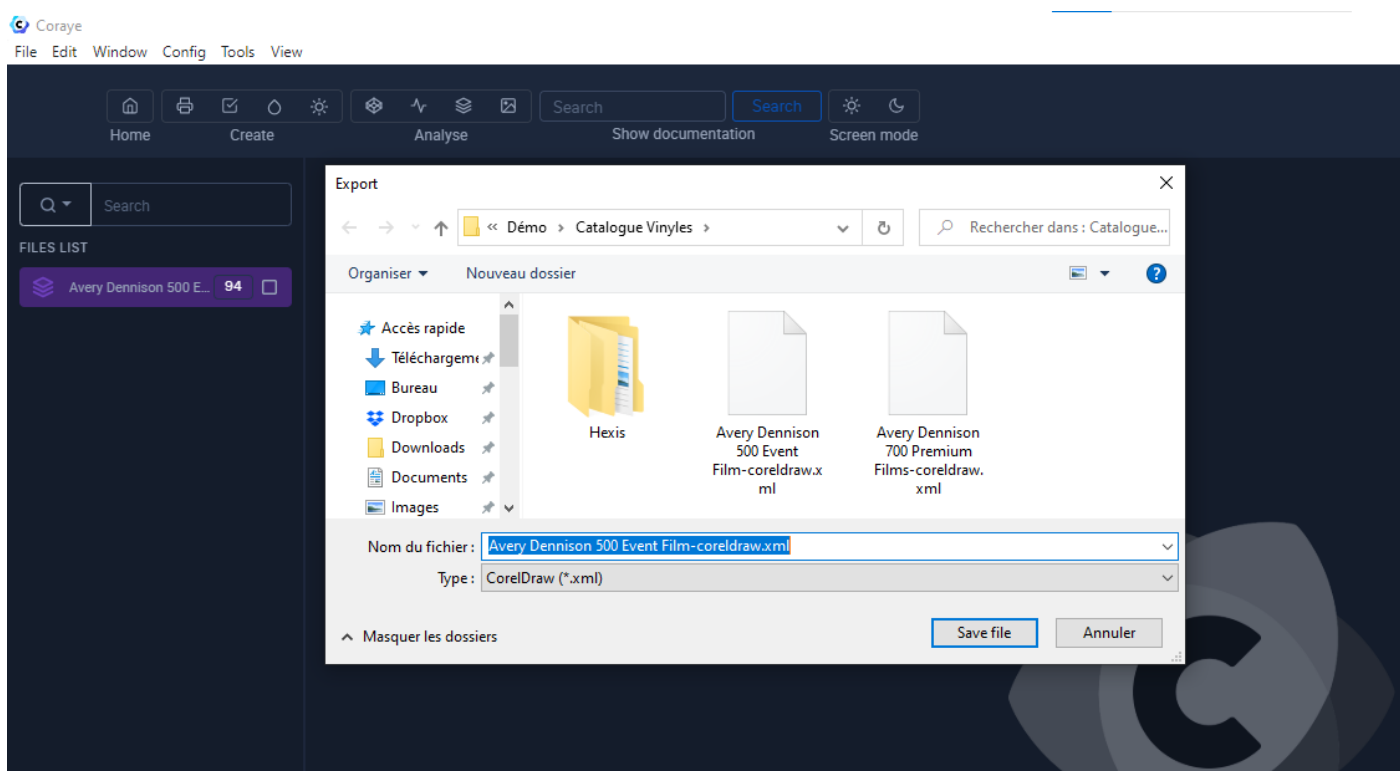 Coraye
File Edit Window Config Tools View
Search Search
Home Create Analyse Show documentation Screen mode
Search
FILES LIST
Avery Dennison 500 E... 94
Export
« Démo > Catalogue Vinyles >
Rechercher dans : Catalogue...
Organiser
Nouveau dossier
Accès rapide
Téléchargeme
Bureau
Dropbox
Downloads
Documents
Images
Hexis
Avery Dennison
500 Event
Film-coreldraw.x
ml
Avery Dennison
700 Premium
Films-coreldraw.
xml
Nom du fichier : Avery Dennison 500 Event Film-coreldraw.xml
Type : CorelDraw (*.xml)
Masquer les dossiers
Save file
Annuler